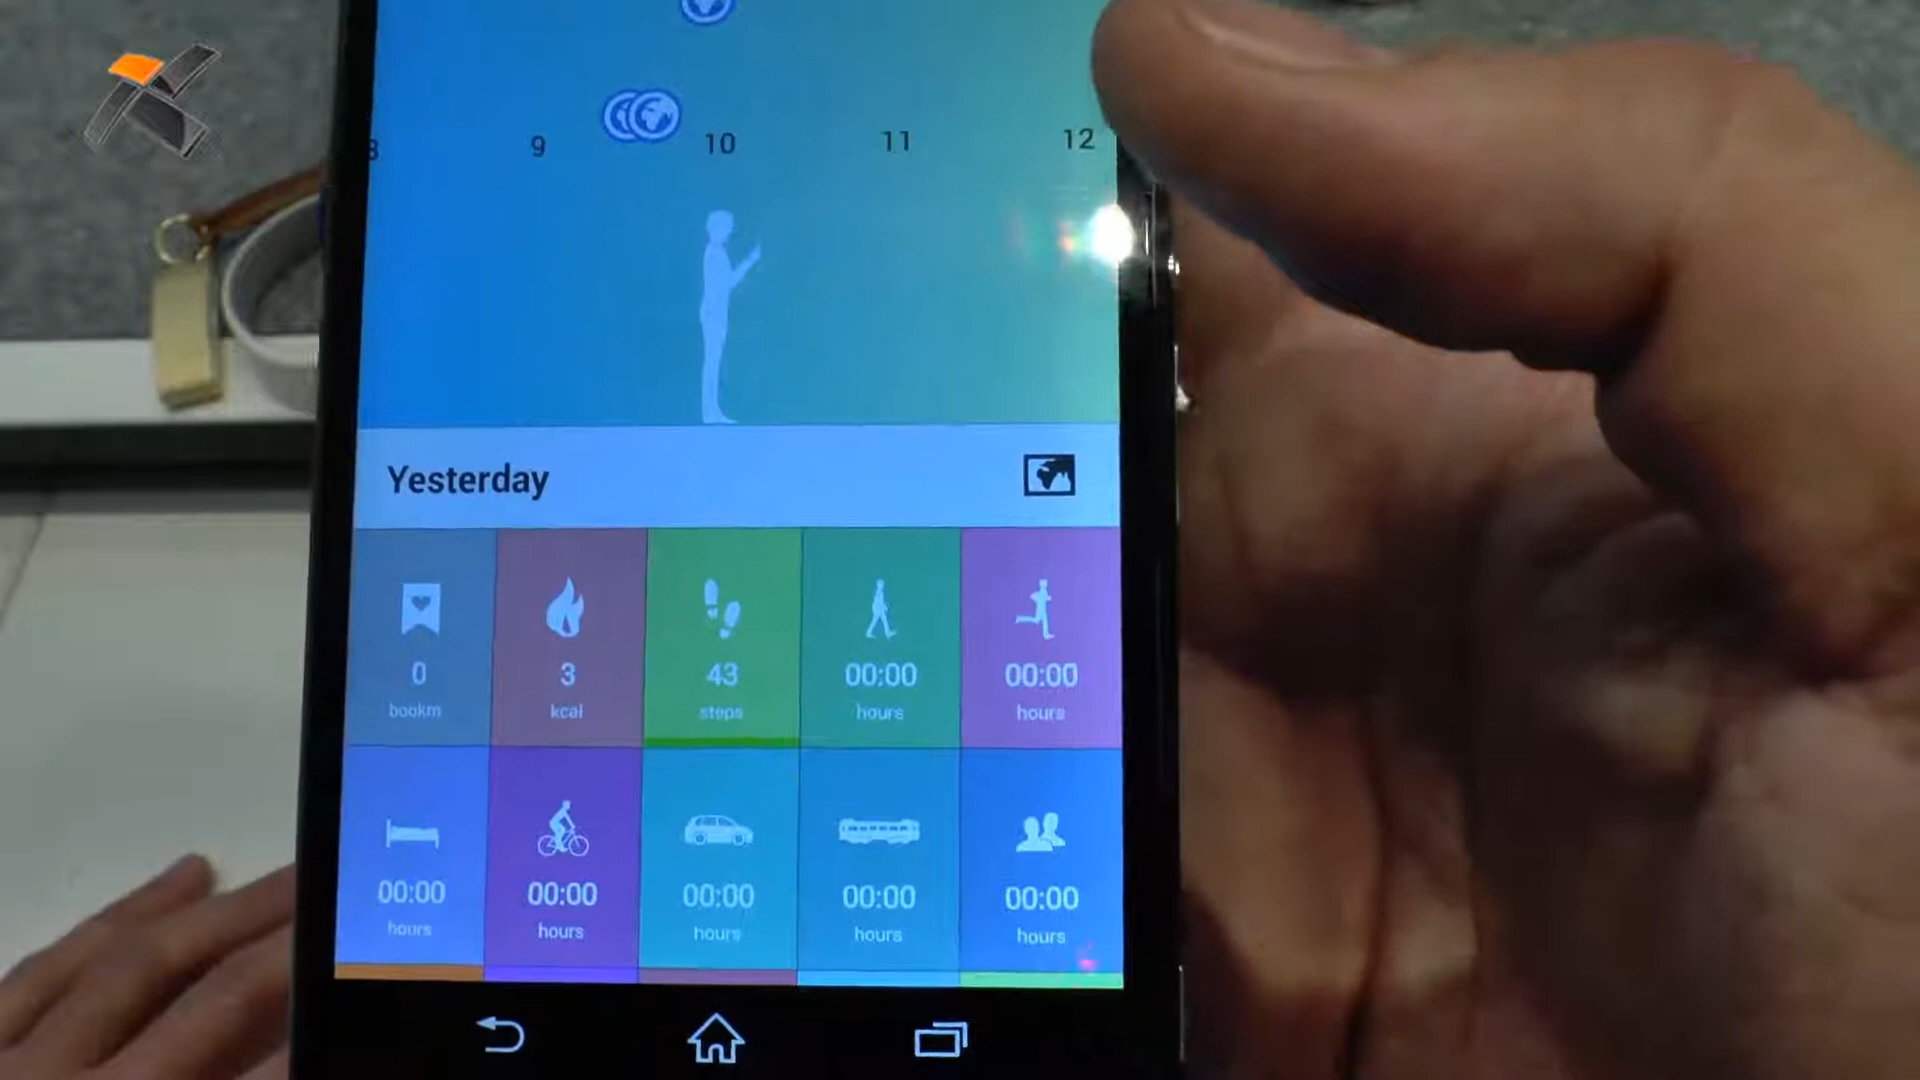 8 9 10 11 12
Yesterday
0 3 43 00:00 00:00
bookm kcal steps hours hours
00:00 00:00 00:00 00:00 00:00
hours hours hours hours hours